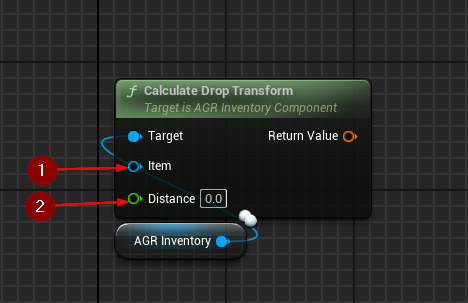 f Calculate Drop Transform
Target is AGR Inventory Component
Target Return Value
1 Item
2 Distance 0.0
AGR Inventory